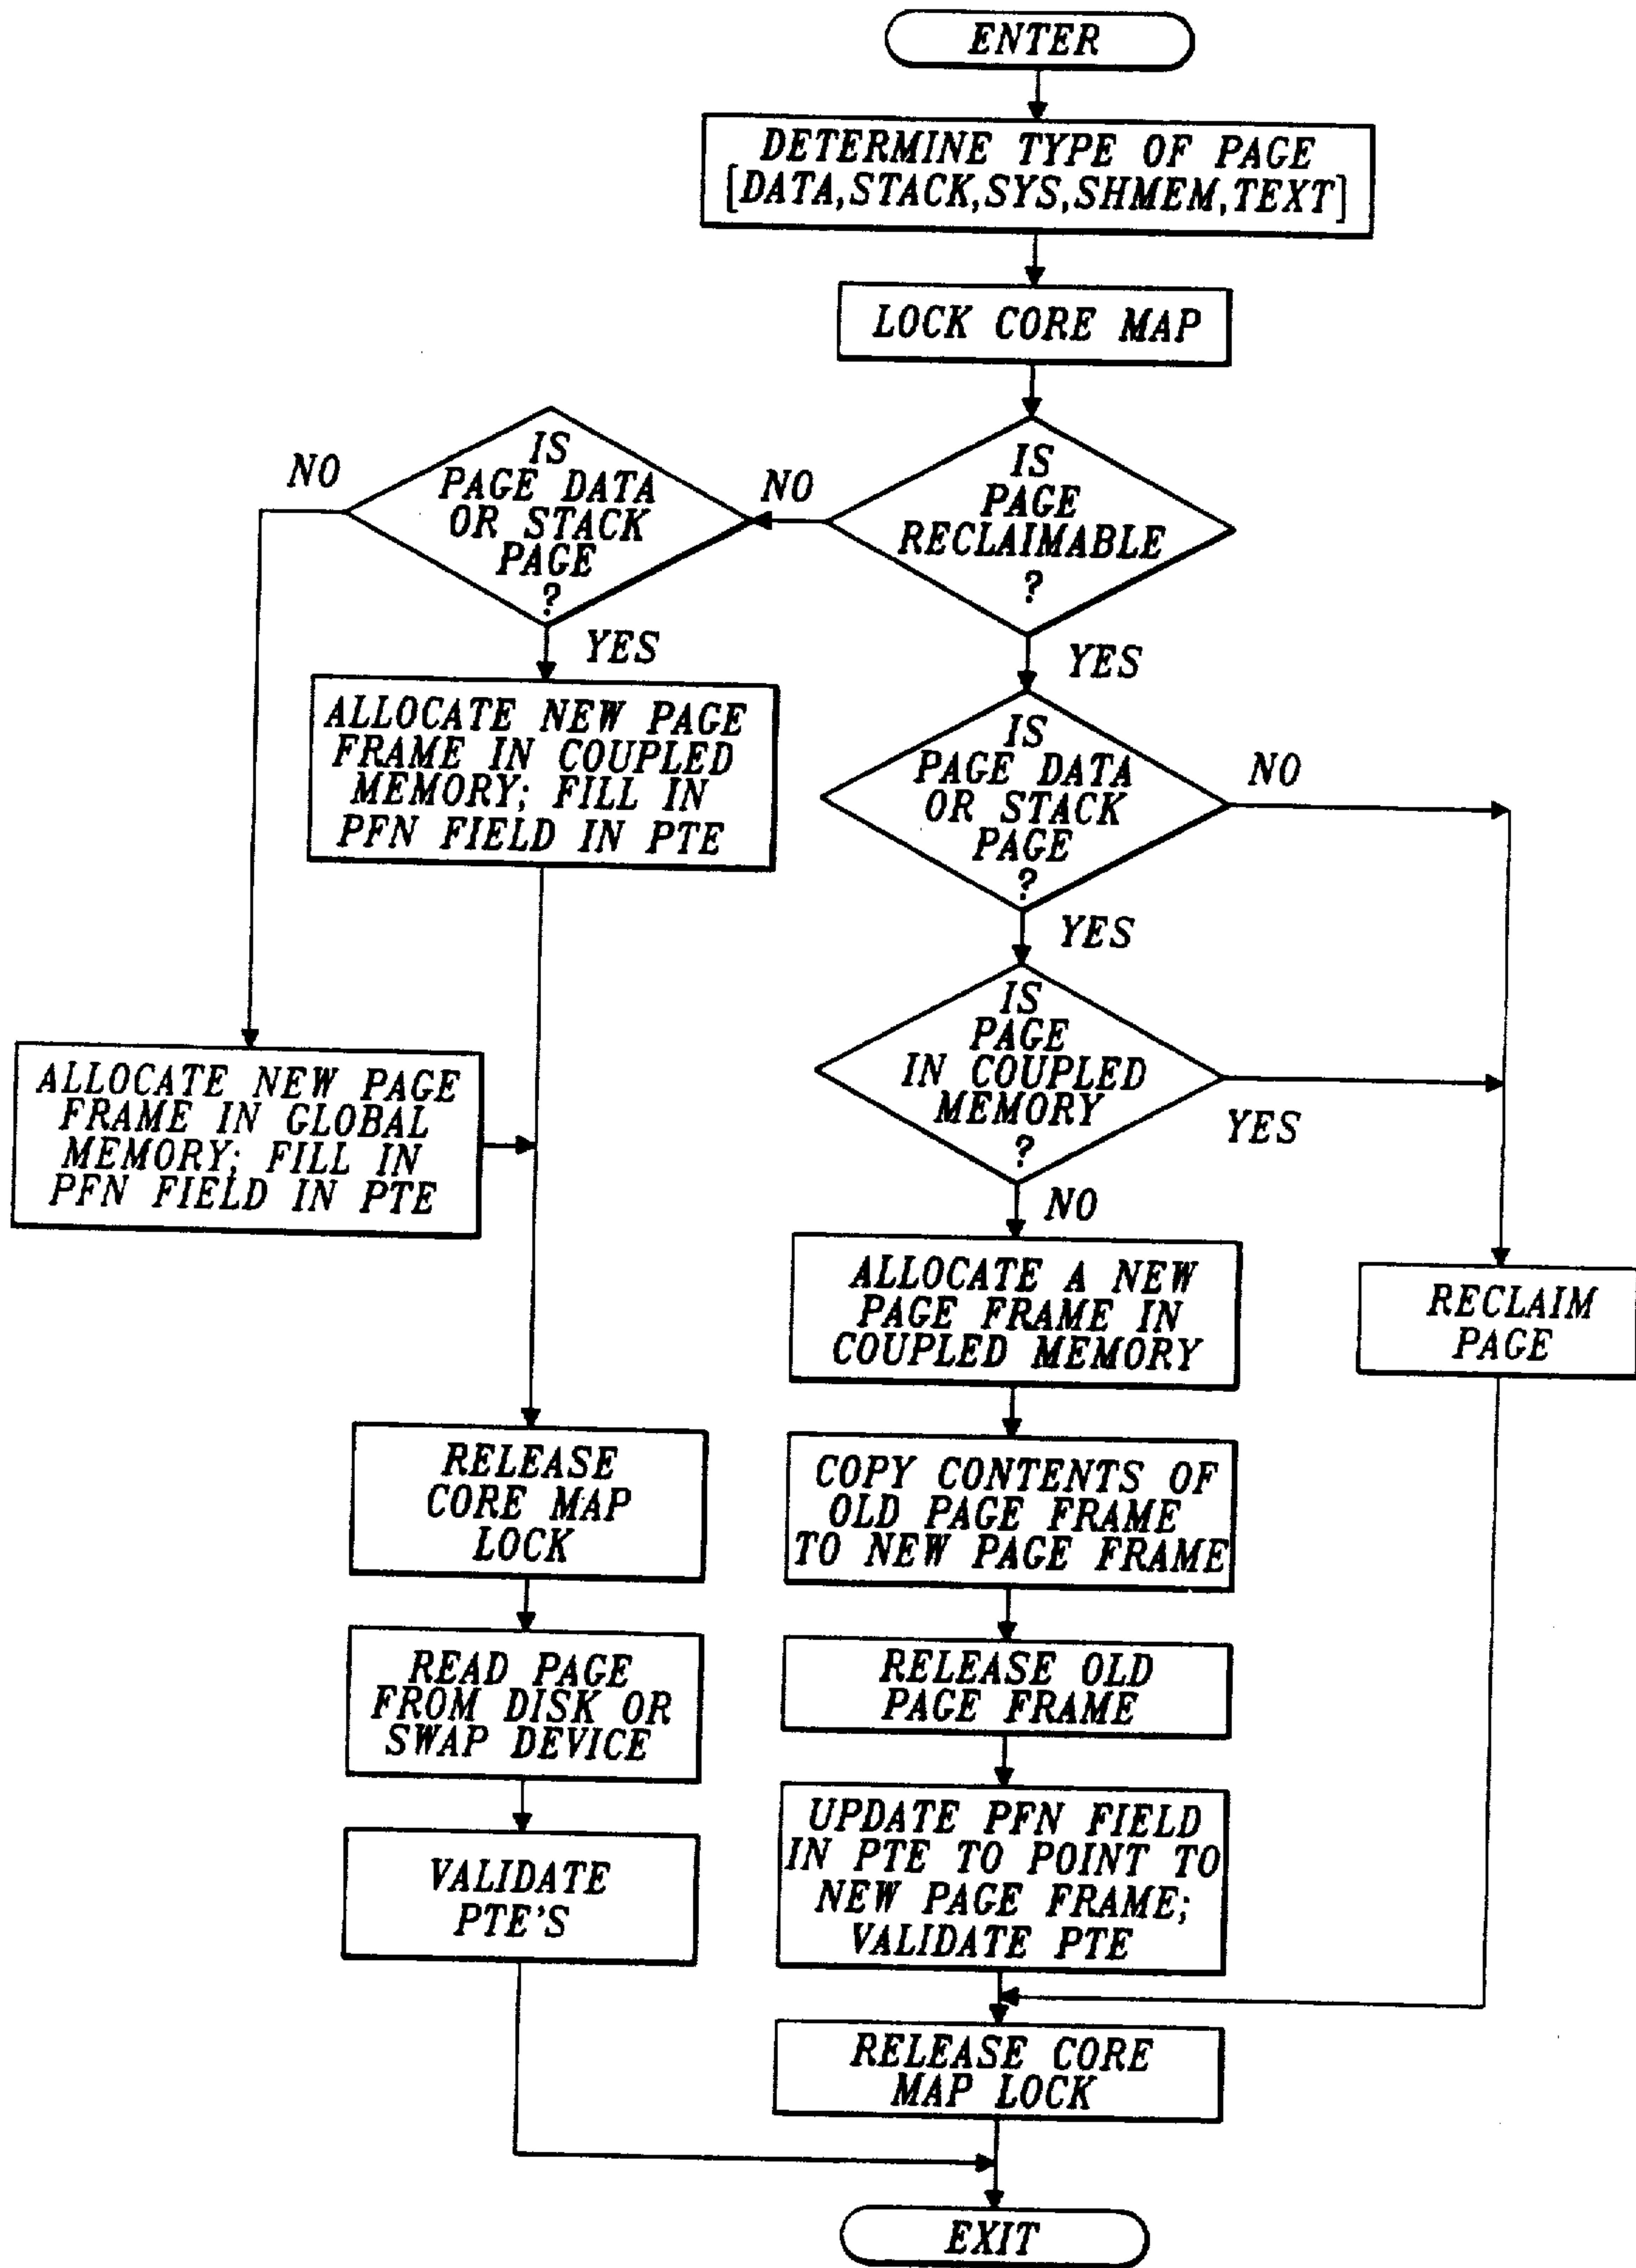 ENTER
DETERMINE TYPE OF PAGE
[DATA,STACK,SYS,SHMEM,TEXT]
LOCK CORE MAP
IS
PAGE
RECLAIMABLE
?
NO
YES
IS
PAGE DATA
OR STACK
PAGE
?
NO
YES
ALLOCATE NEW PAGE
FRAME IN COUPLED
MEMORY; FILL IN
PFN FIELD IN PTE
ALLOCATE NEW PAGE
FRAME IN GLOBAL
MEMORY; FILL IN
PFN FIELD IN PTE
RELEASE
CORE MAP
LOCK
READ PAGE
FROM DISK OR
SWAP DEVICE
VALIDATE
PTE'S
IS
PAGE DATA
OR STACK
PAGE
?
NO
YES
IS
PAGE
IN COUPLED
MEMORY
?
YES
NO
ALLOCATE A NEW
PAGE FRAME IN
COUPLED MEMORY
RECLAIM
PAGE
COPY CONTENTS OF
OLD PAGE FRAME
TO NEW PAGE FRAME
RELEASE OLD
PAGE FRAME
UPDATE PFN FIELD
IN PTE TO POINT TO
NEW PAGE FRAME;
VALIDATE PTE
RELEASE CORE
MAP LOCK
EXIT